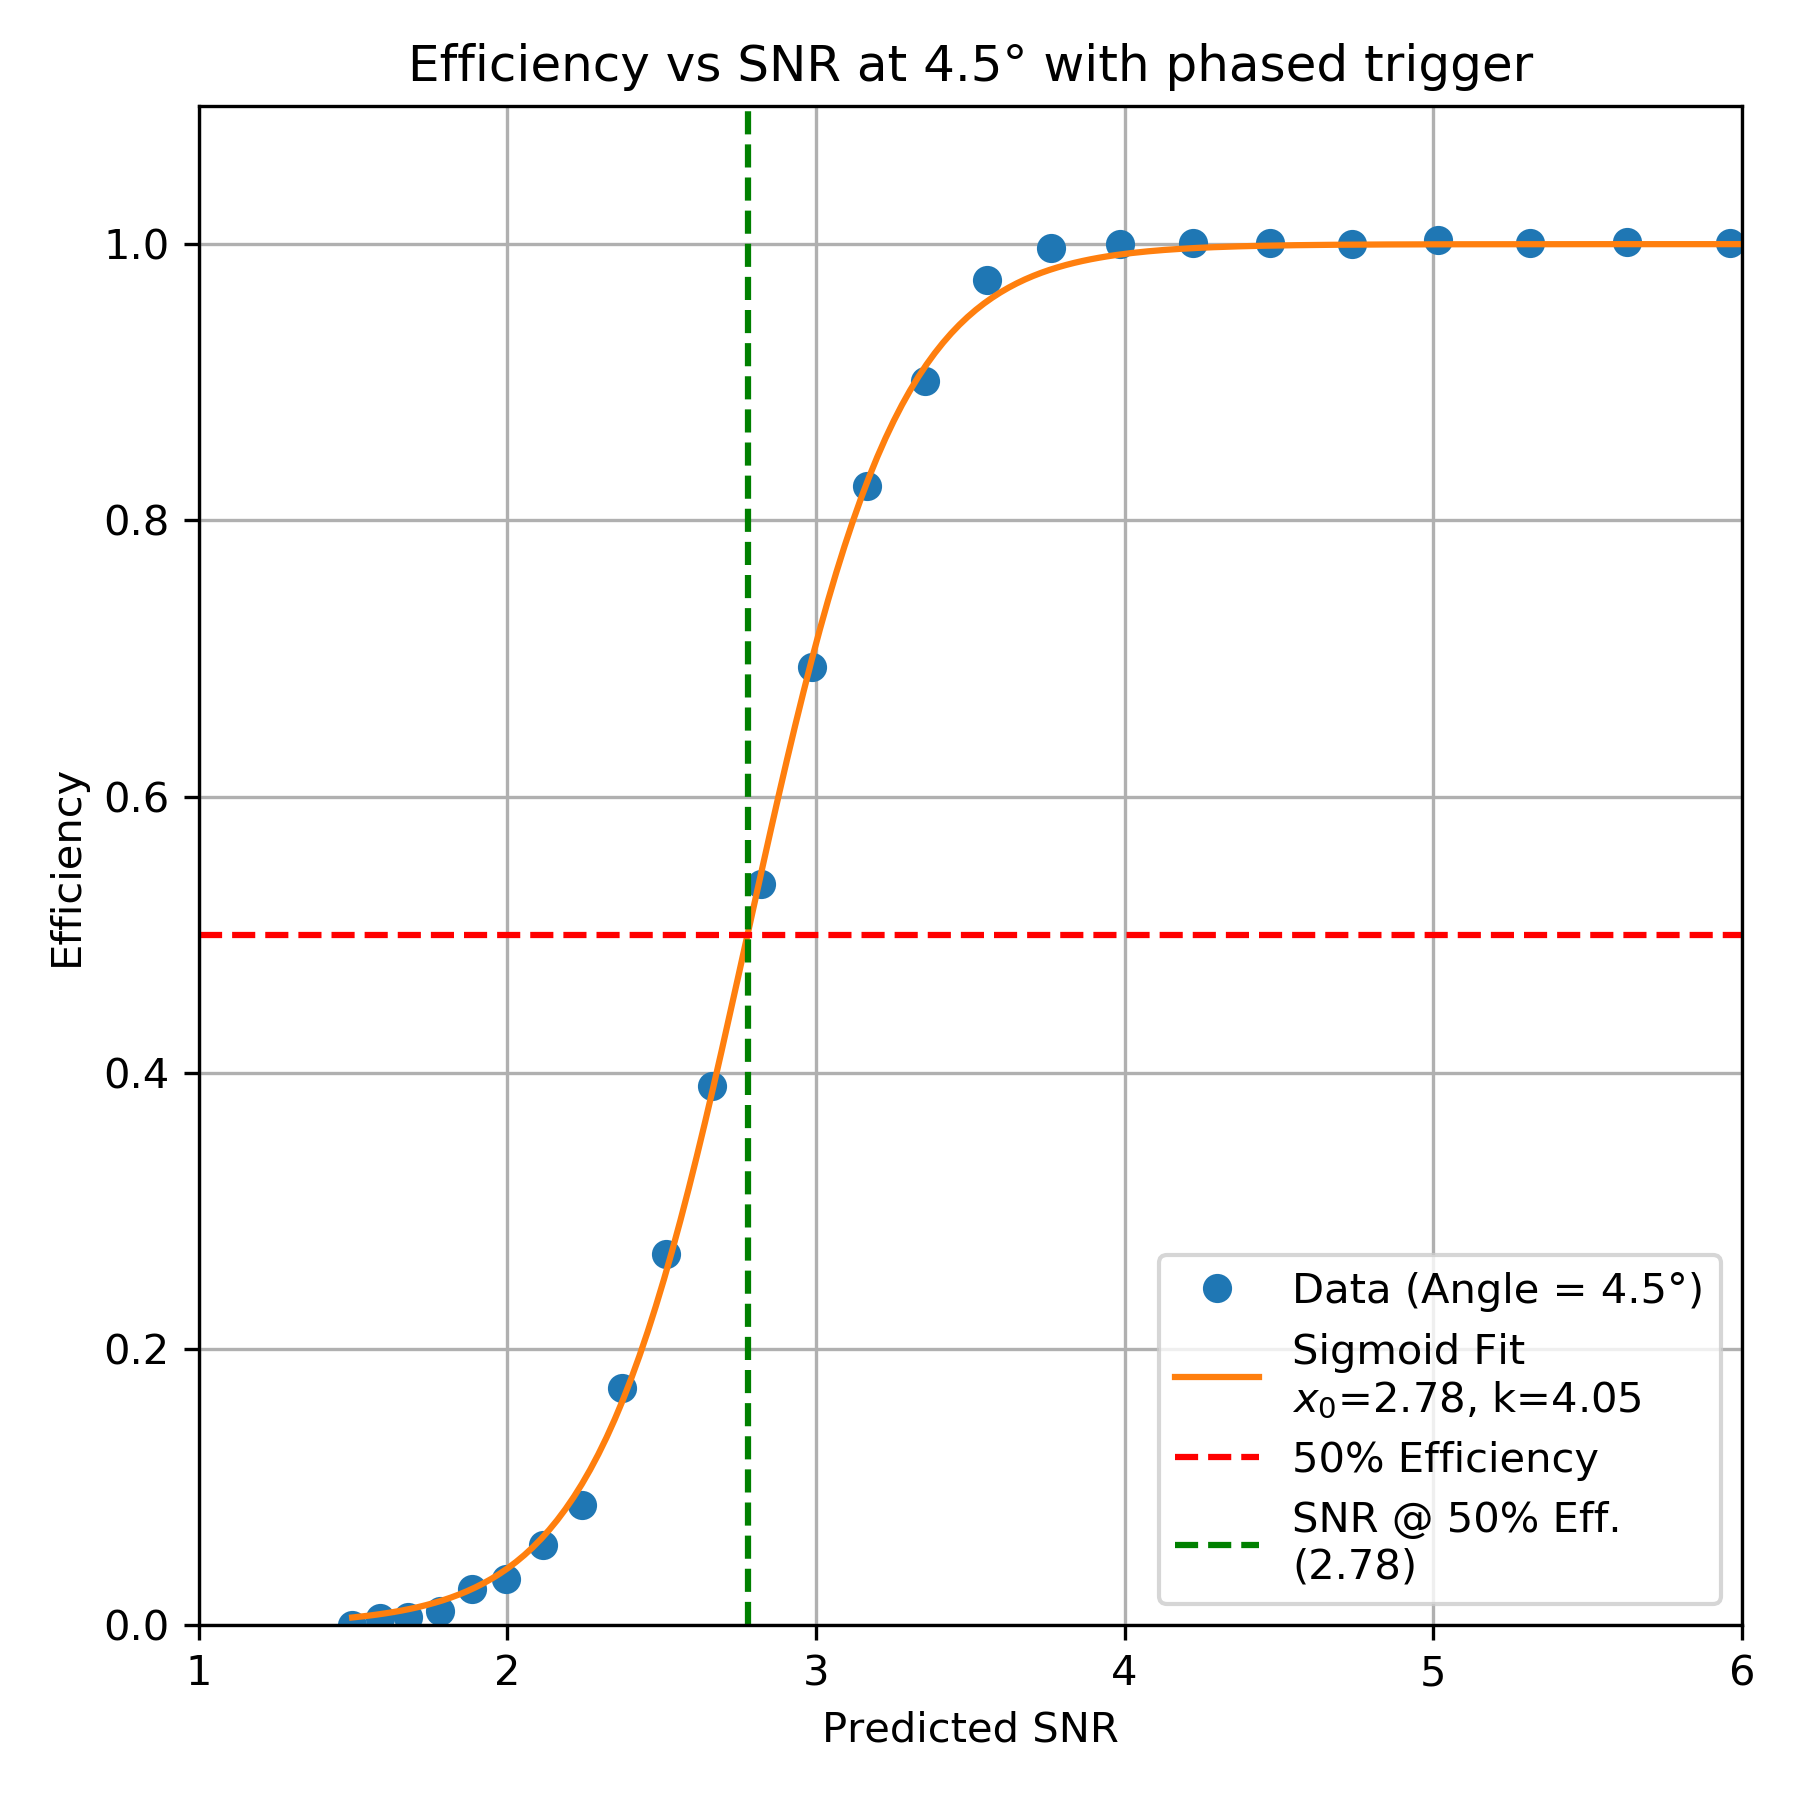 Efficiency vs SNR at 4.5° with phased trigger
Efficiency
1.0
0.8
0.6
0.4
0.2
0.0
1 2 3 4 5 6
Predicted SNR
Data (Angle = 4.5°)
Sigmoid Fit
x₀=2.78, k=4.05
50% Efficiency
SNR @ 50% Eff.
(2.78)